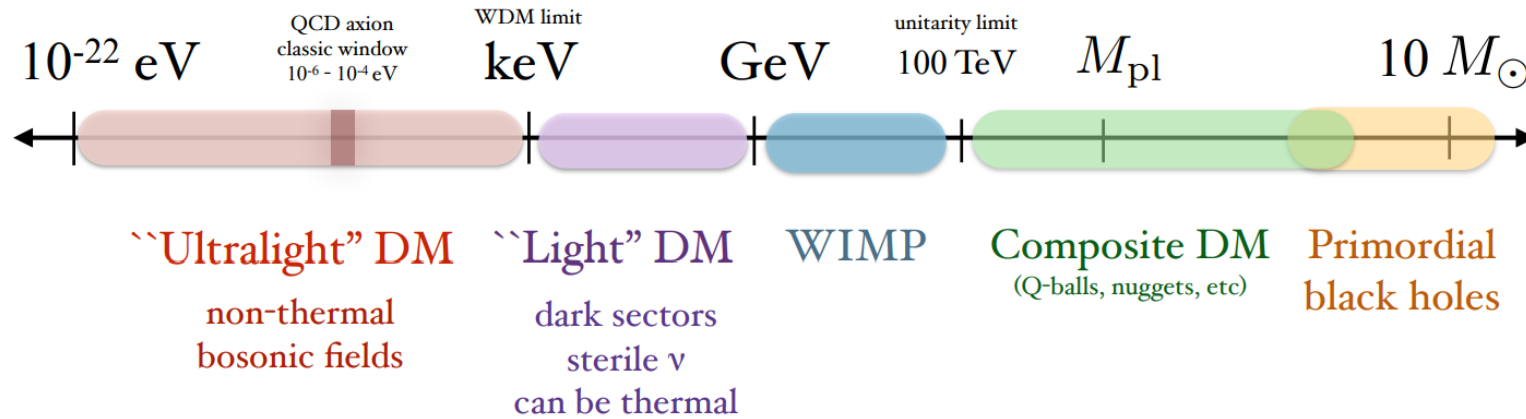 10⁻²² eV
QCD axion
classic window
10⁻⁶ - 10⁻⁴ eV
WDM limit
keV
GeV
unitarity limit
100 TeV
Mpl
10 M☉
``Ultralight” DM
non-thermal
bosonic fields
``Light” DM
dark sectors
sterile ν
can be thermal
WIMP
Composite DM
(Q-balls, nuggets, etc)
Primordial
black holes